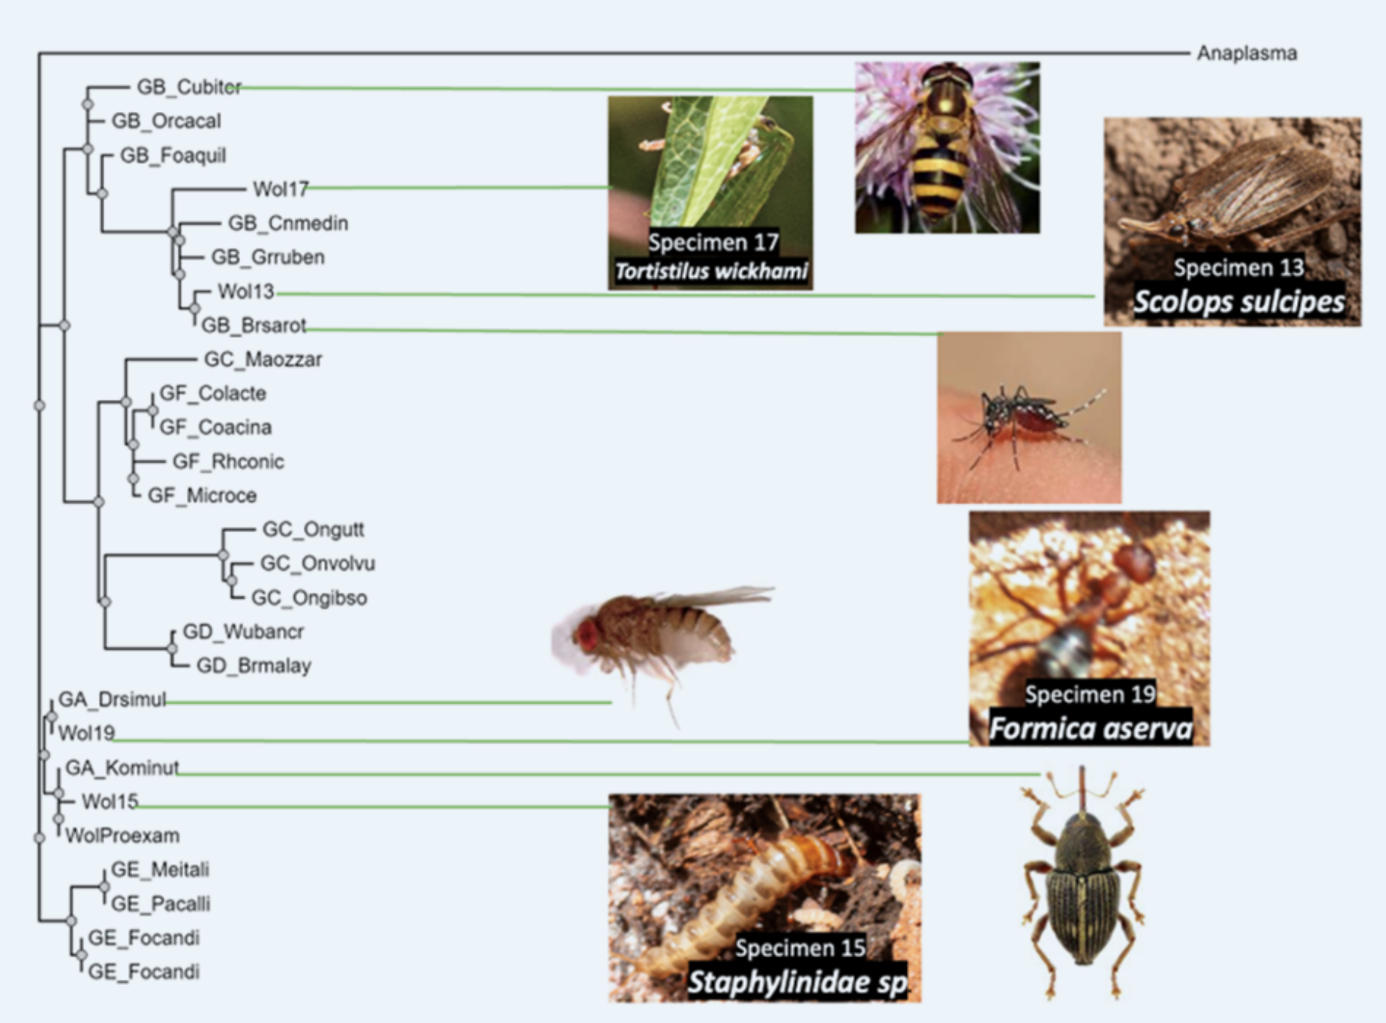 Anaplasma
GB_Cubiter
GB_Orcacal
GB_Foaquil
Wol17
GB_Cnmedin
GB_Grruben
Wol13
GB_Brsarot
GC_Maozzar
GF_Colacte
GF_Coacina
GF_Rhconic
GF_Microce
GC_Ongutt
GC_Onvolvu
GC_Ongibso
GD_Wubancr
GD_Brmalay
GA_Drsimul
Wol19
GA_Kominut
Wol15
WolProexam
GE_Meitali
GE_Pacalli
GE_Focandi
GE_Focandi
Specimen 17
Tortistilus wickhami
Specimen 13
Scolops sulcipes
Specimen 19
Formica aserva
Specimen 15
Staphylinidae sp